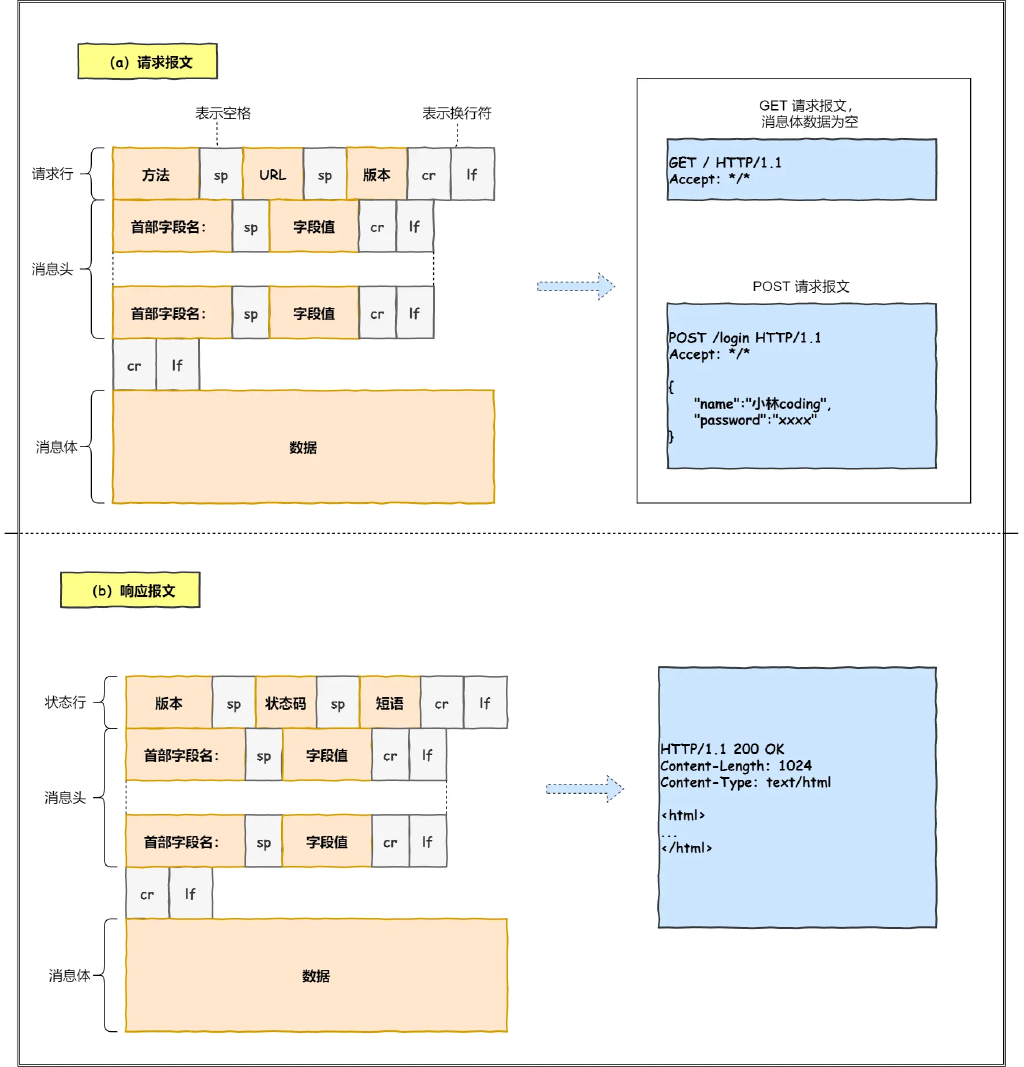 (a) 请求报文
表示空格 表示换行符
请求行 方法 sp URL sp 版本 cr lf
首部字段名： sp 字段值 cr lf
消息头
首部字段名： sp 字段值 cr lf
cr lf
消息体 数据
GET 请求报文，
消息体数据为空
GET / HTTP/1.1
Accept: */*
POST 请求报文
POST /login HTTP/1.1
Accept: */*
{
"name":"小林coding",
"password":"xxxx"
}
(b) 响应报文
状态行 版本 sp 状态码 sp 短语 cr lf
首部字段名： sp 字段值 cr lf
消息头
首部字段名： sp 字段值 cr lf
cr lf
消息体 数据
HTTP/1.1 200 OK
Content-Length: 1024
Content-Type: text/html
<html>
...
</html>